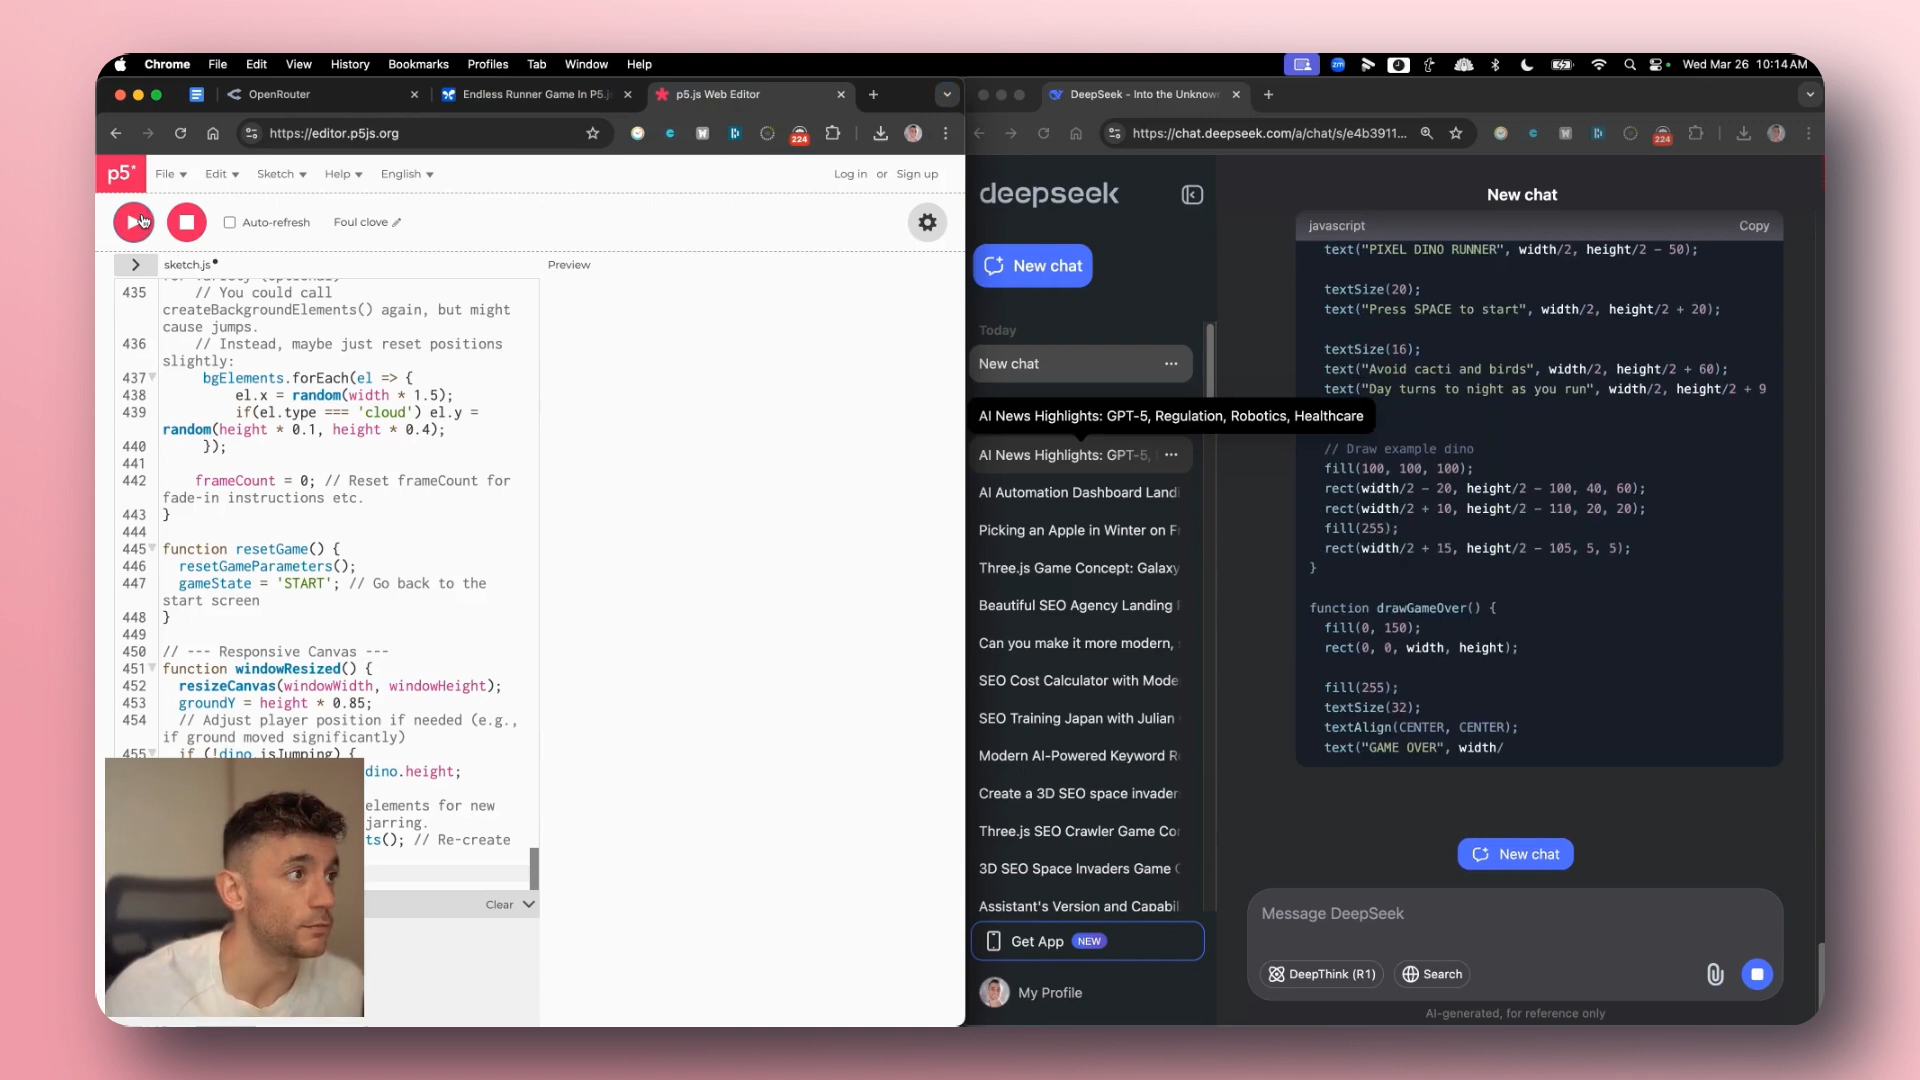 Chrome File Edit View History Bookmarks Profiles Tab Window Help
zm
Wed Mar 26 10:14 AM
OpenRouter
Endless Runner Game In P5.j
p5.js Web Editor
https://editor.p5js.org
224
p5*
File Edit Sketch Help English
Log in or Sign up
Auto-refresh
Foul clove
sketch.js
Preview
435 // You could call
createBackgroundElements() again, but might
cause jumps.
436 // Instead, maybe just reset positions
slightly:
437 bgElements.forEach(el => {
438 el.x = random(width * 1.5);
439 if(el.type === 'cloud') el.y =
random(height * 0.1, height * 0.4);
440 });
441
442 frameCount = 0; // Reset frameCount for
fade-in instructions etc.
443 }
444
445 function resetGame() {
446 resetGameParameters();
447 gameState = 'START'; // Go back to the
start screen
448 }
449
450 // --- Responsive Canvas ---
451 function windowResized() {
452 resizeCanvas(windowWidth, windowHeight);
453 groundY = height * 0.85;
454 // Adjust player position if needed (e.g.,
if ground moved significantly)
455 if (!dino.isJumping) {
dino.height;
elements for new
jarring.
ts(); // Re-create
Clear
DeepSeek - Into the Unknow
https://chat.deepseek.com/a/chat/s/e4b3911...
224
deepseek
New chat
Today
New chat
AI News Highlights: GPT-5, Regulation, Robotics, Healthcare
AI News Highlights: GPT-5,
AI Automation Dashboard Landi
Picking an Apple in Winter on F
Three.js Game Concept: Galaxy
Beautiful SEO Agency Landing
Can you make it more modern,
SEO Cost Calculator with Mode
SEO Training Japan with Julian
Modern AI-Powered Keyword R
Create a 3D SEO space invader
Three.js SEO Crawler Game Co
3D SEO Space Invaders Game
Assistant's Version and Capabil
Get App NEW
My Profile
New chat
javascript
Copy
text("PIXEL DINO RUNNER", width/2, height/2 - 50);
textSize(20);
text("Press SPACE to start", width/2, height/2 + 20);
textSize(16);
text("Avoid cacti and birds", width/2, height/2 + 60);
text("Day turns to night as you run", width/2, height/2 + 9
// Draw example dino
fill(100, 100, 100);
rect(width/2 - 20, height/2 - 100, 40, 60);
rect(width/2 + 10, height/2 - 110, 20, 20);
fill(255);
rect(width/2 + 15, height/2 - 105, 5, 5);
}
function drawGameOver() {
fill(0, 150);
rect(0, 0, width, height);
fill(255);
textSize(32);
textAlign(CENTER, CENTER);
text("GAME OVER", width/
New chat
Message DeepSeek
DeepThink (R1)
Search
AI-generated, for reference only